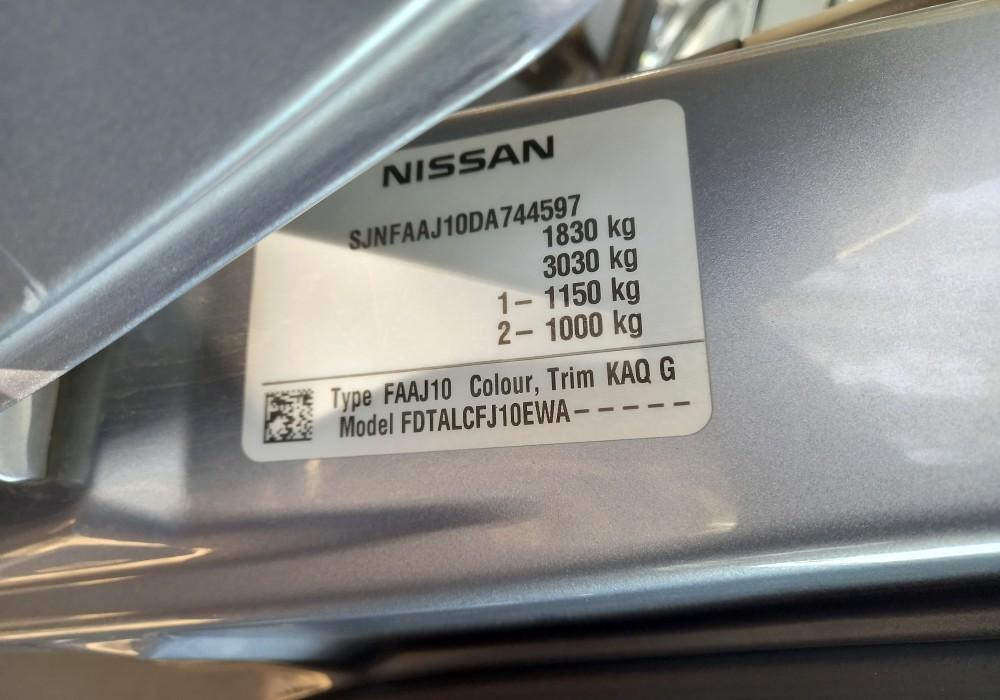 NISSAN
SJNFAAJ10DA744597
1830 kg
3030 kg
1– 1150 kg
2– 1000 kg
Type FAAJ10 Colour, Trim KAQ G
Model FDTALCFJ10EWA-----